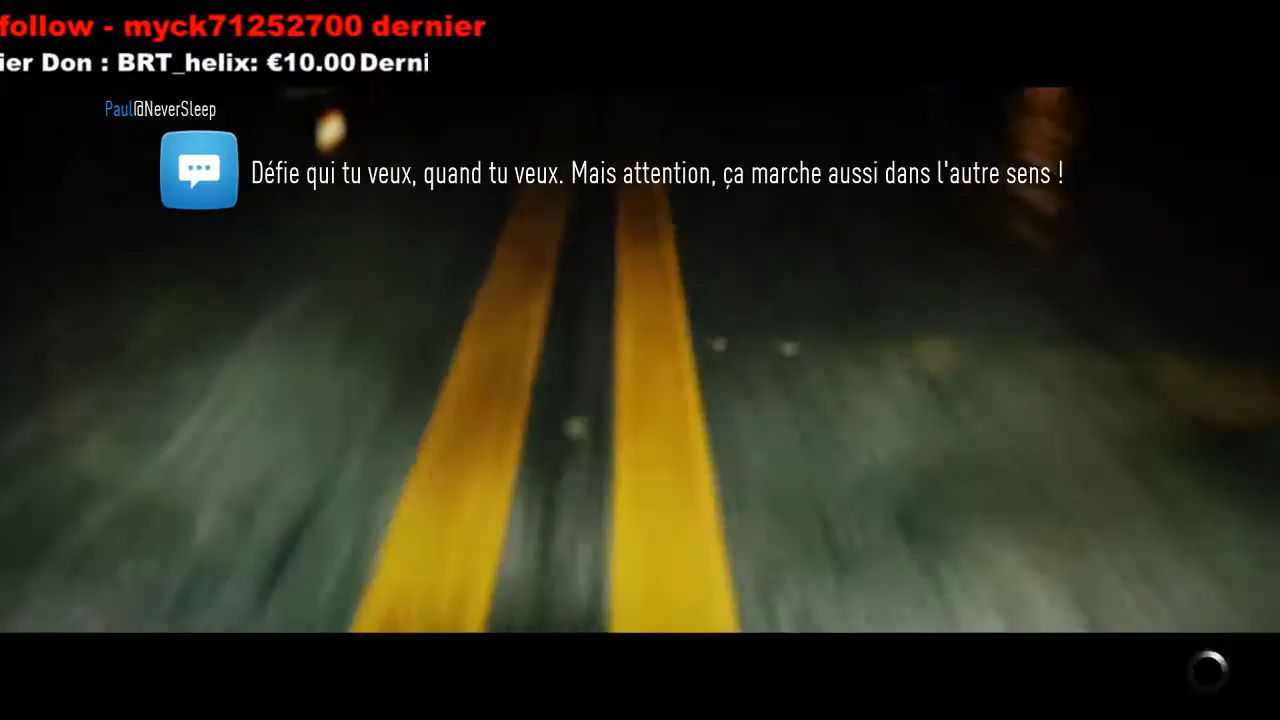 follow - myck71252700 dernier
ier Don : BRT_helix: €10.00 Derni
Paul@NeverSleep
Défie qui tu veux, quand tu veux. Mais attention, ça marche aussi dans l'autre sens !